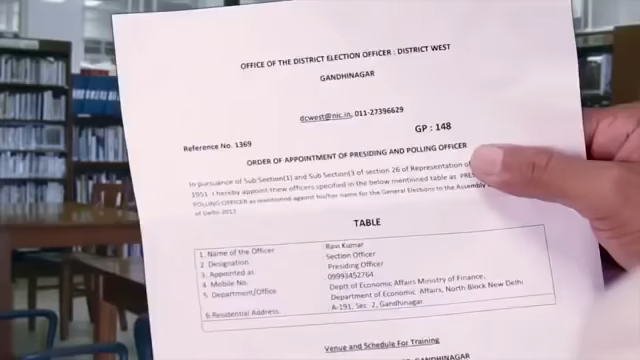 OFFICE OF THE DISTRICT ELECTION OFFICER : DISTRICT WEST
GANDHINAGAR
dcwest@nic.in, 011-27396629
GP : 148
Reference No. 1369
ORDER OF APPOINTMENT OF PRESIDING AND POLLING OFFICER
In pursuance of Sub Section(1) and Sub Section(3 of section 26 of Representation of
1951 I hereby appoint thew officers specified in the below mentioned table as PRES
POLLING OFFICER as mentioned against his/her name for the General Elections to the Assembly
of Delhi 2013
TABLE
1. Name of the Officer Ravi Kumar
2. Designation Section Officer
3. Appointed as Presiding Officer
4. Mobile No. 09993452764
5. Department/Office Deptt of Economic Affairs Ministry of Finance,
Department of Economic Affairs, North Block New Delhi
6.Residential Address. A-191, Sec -2, Gandhinagar
Venue and Schedule For Training
GANDHINAGAR